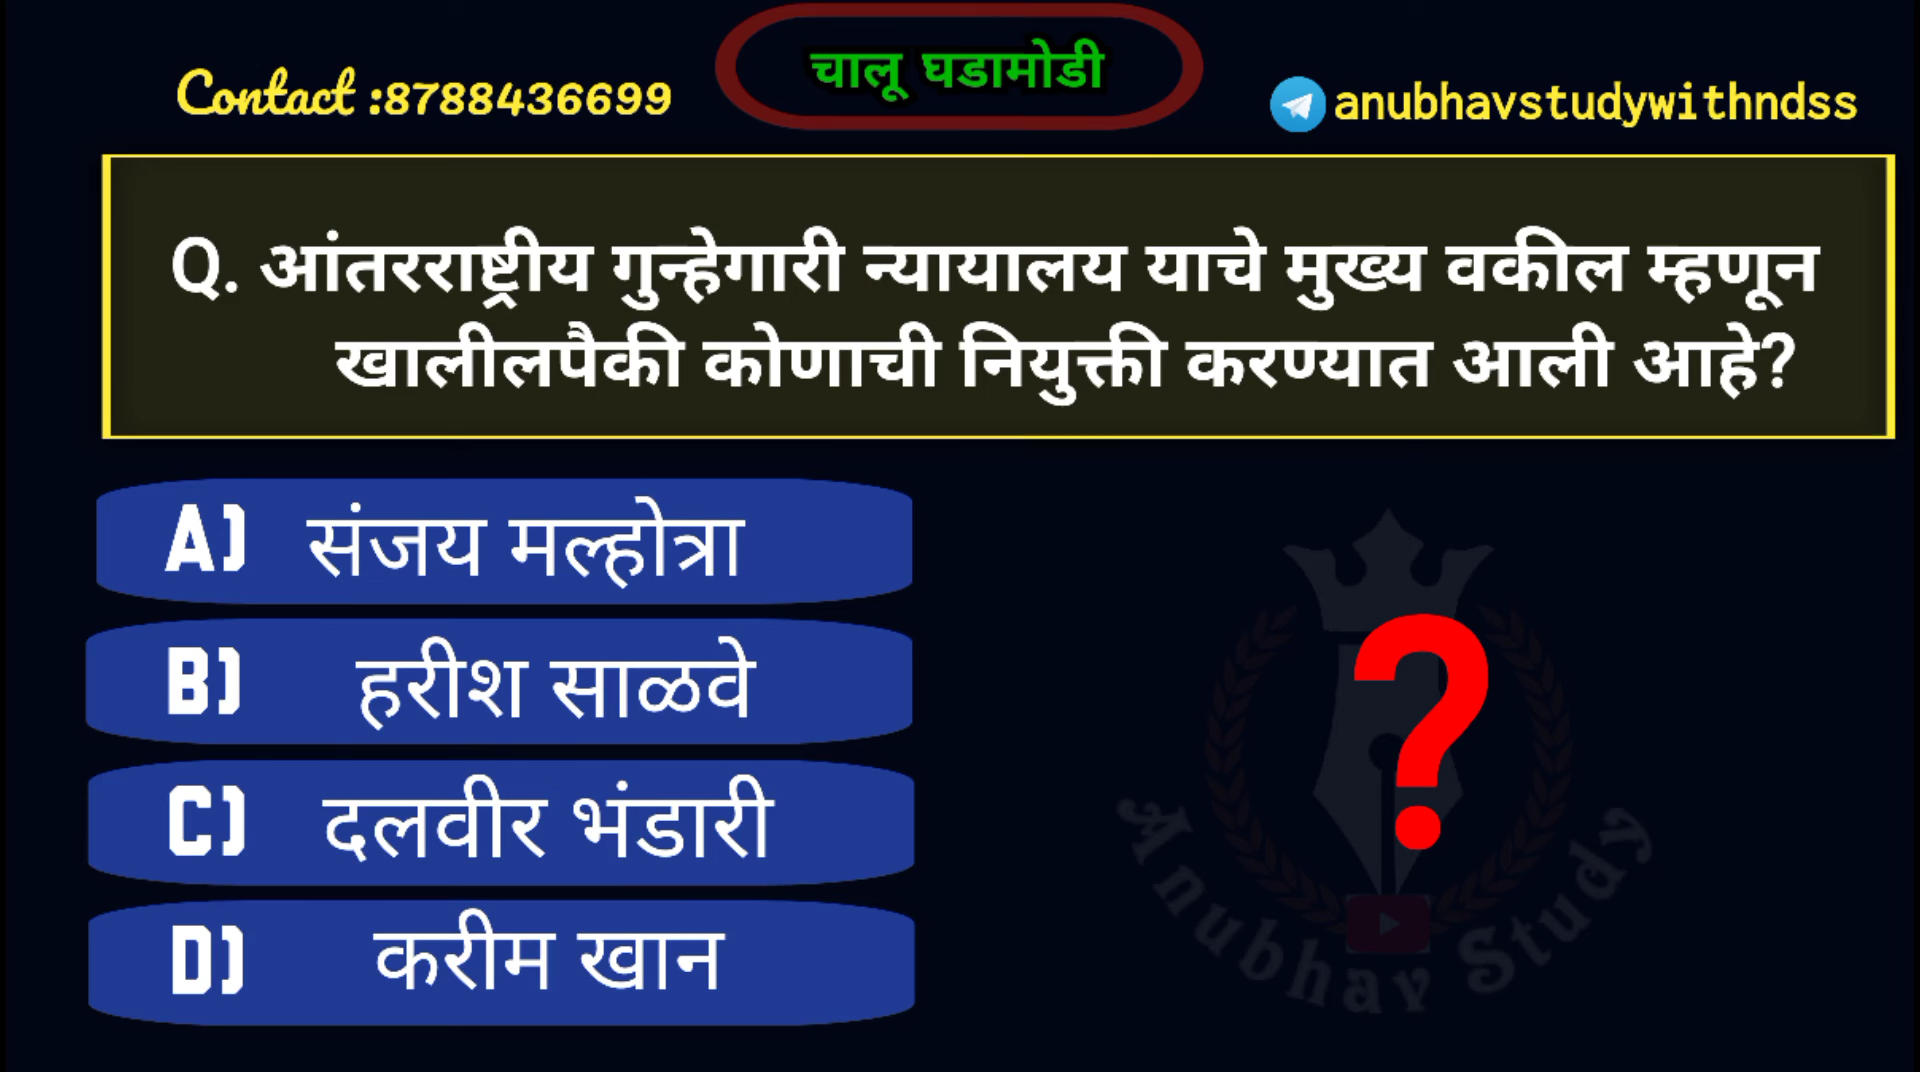 चालू घडामोडी
Contact :8788436699
anubhavstudywithndss
Q. आंतरराष्ट्रीय गुन्हेगारी न्यायालय याचे मुख्य वकील म्हणून
खालीलपैकी कोणाची नियुक्ती करण्यात आली आहे?
A) संजय मल्होत्रा
B) हरीश साळवे
C) दलवीर भंडारी
D) करीम खान
?
Anubhav Study